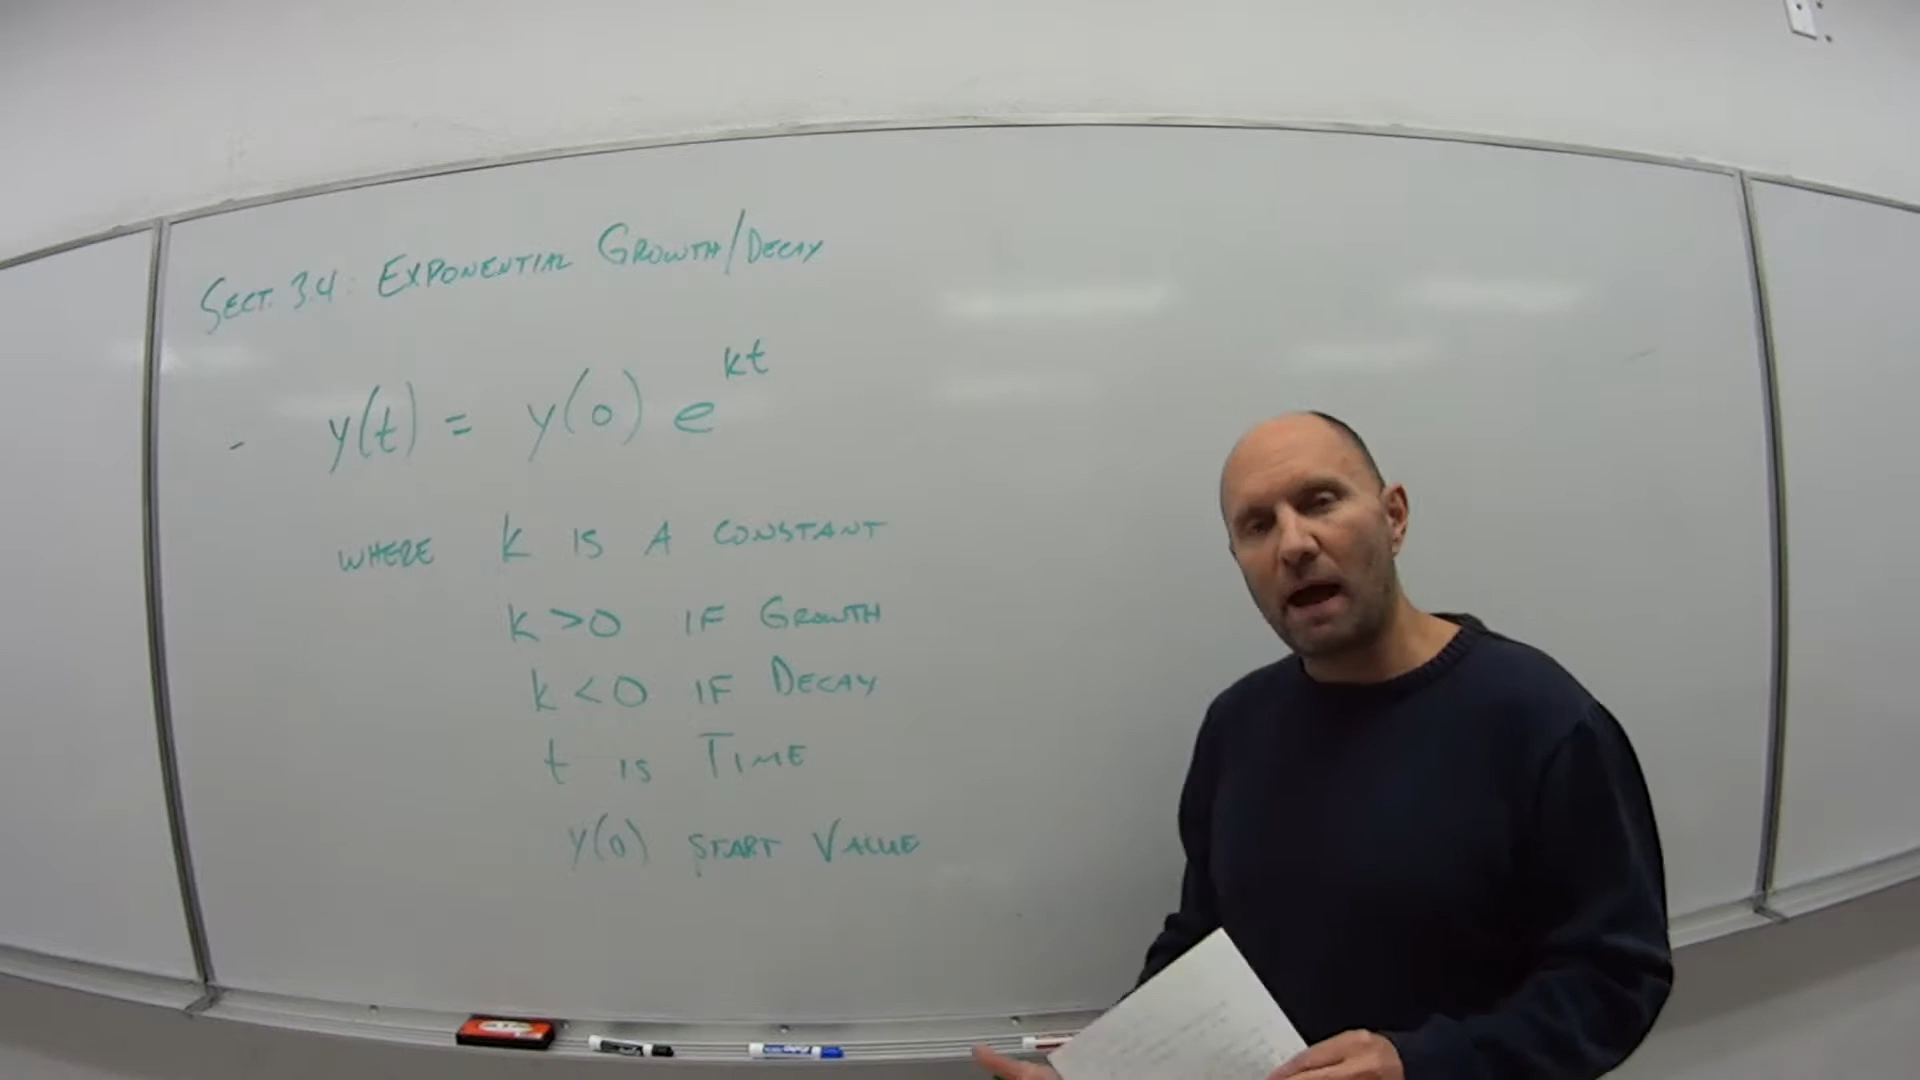 SECT. 3.4: EXPONENTIAL GROWTH/DECAY
- y(t) = y(0) e^kt
WHERE k IS A CONSTANT
k > 0 IF GROWTH
k < 0 IF DECAY
t IS TIME
y(0) START VALUE